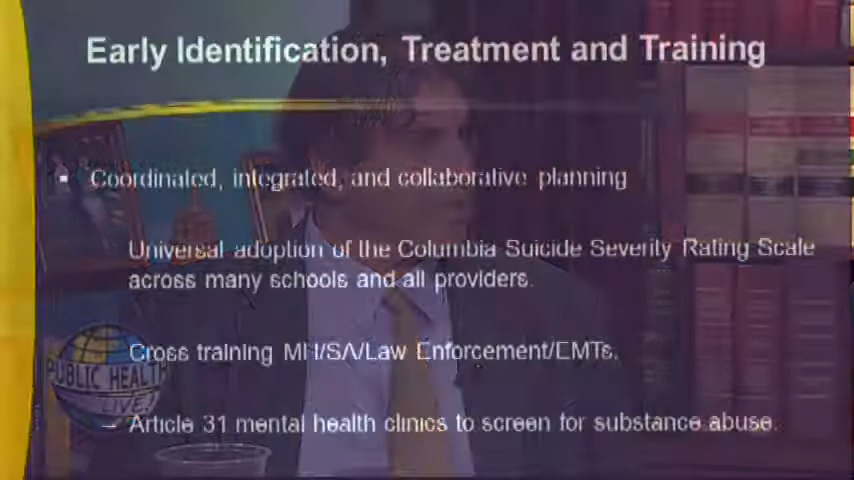 Early Identification, Treatment and Training
▪ Coordinated, integrated, and collaborative planning
Universal adoption of the Columbia Suicide Severity Rating Scale
across many schools and all providers.
Cross training MH/SA/Law Enforcement/EMTs.
– Article 31 mental health clinics to screen for substance abuse.
PUBLIC HEALTH
LIVE!